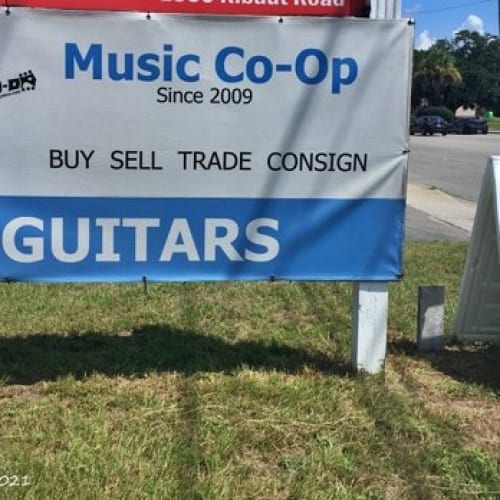 Ribaut Road
Music Co-Op
Since 2009
BUY SELL TRADE CONSIGN
GUITARS